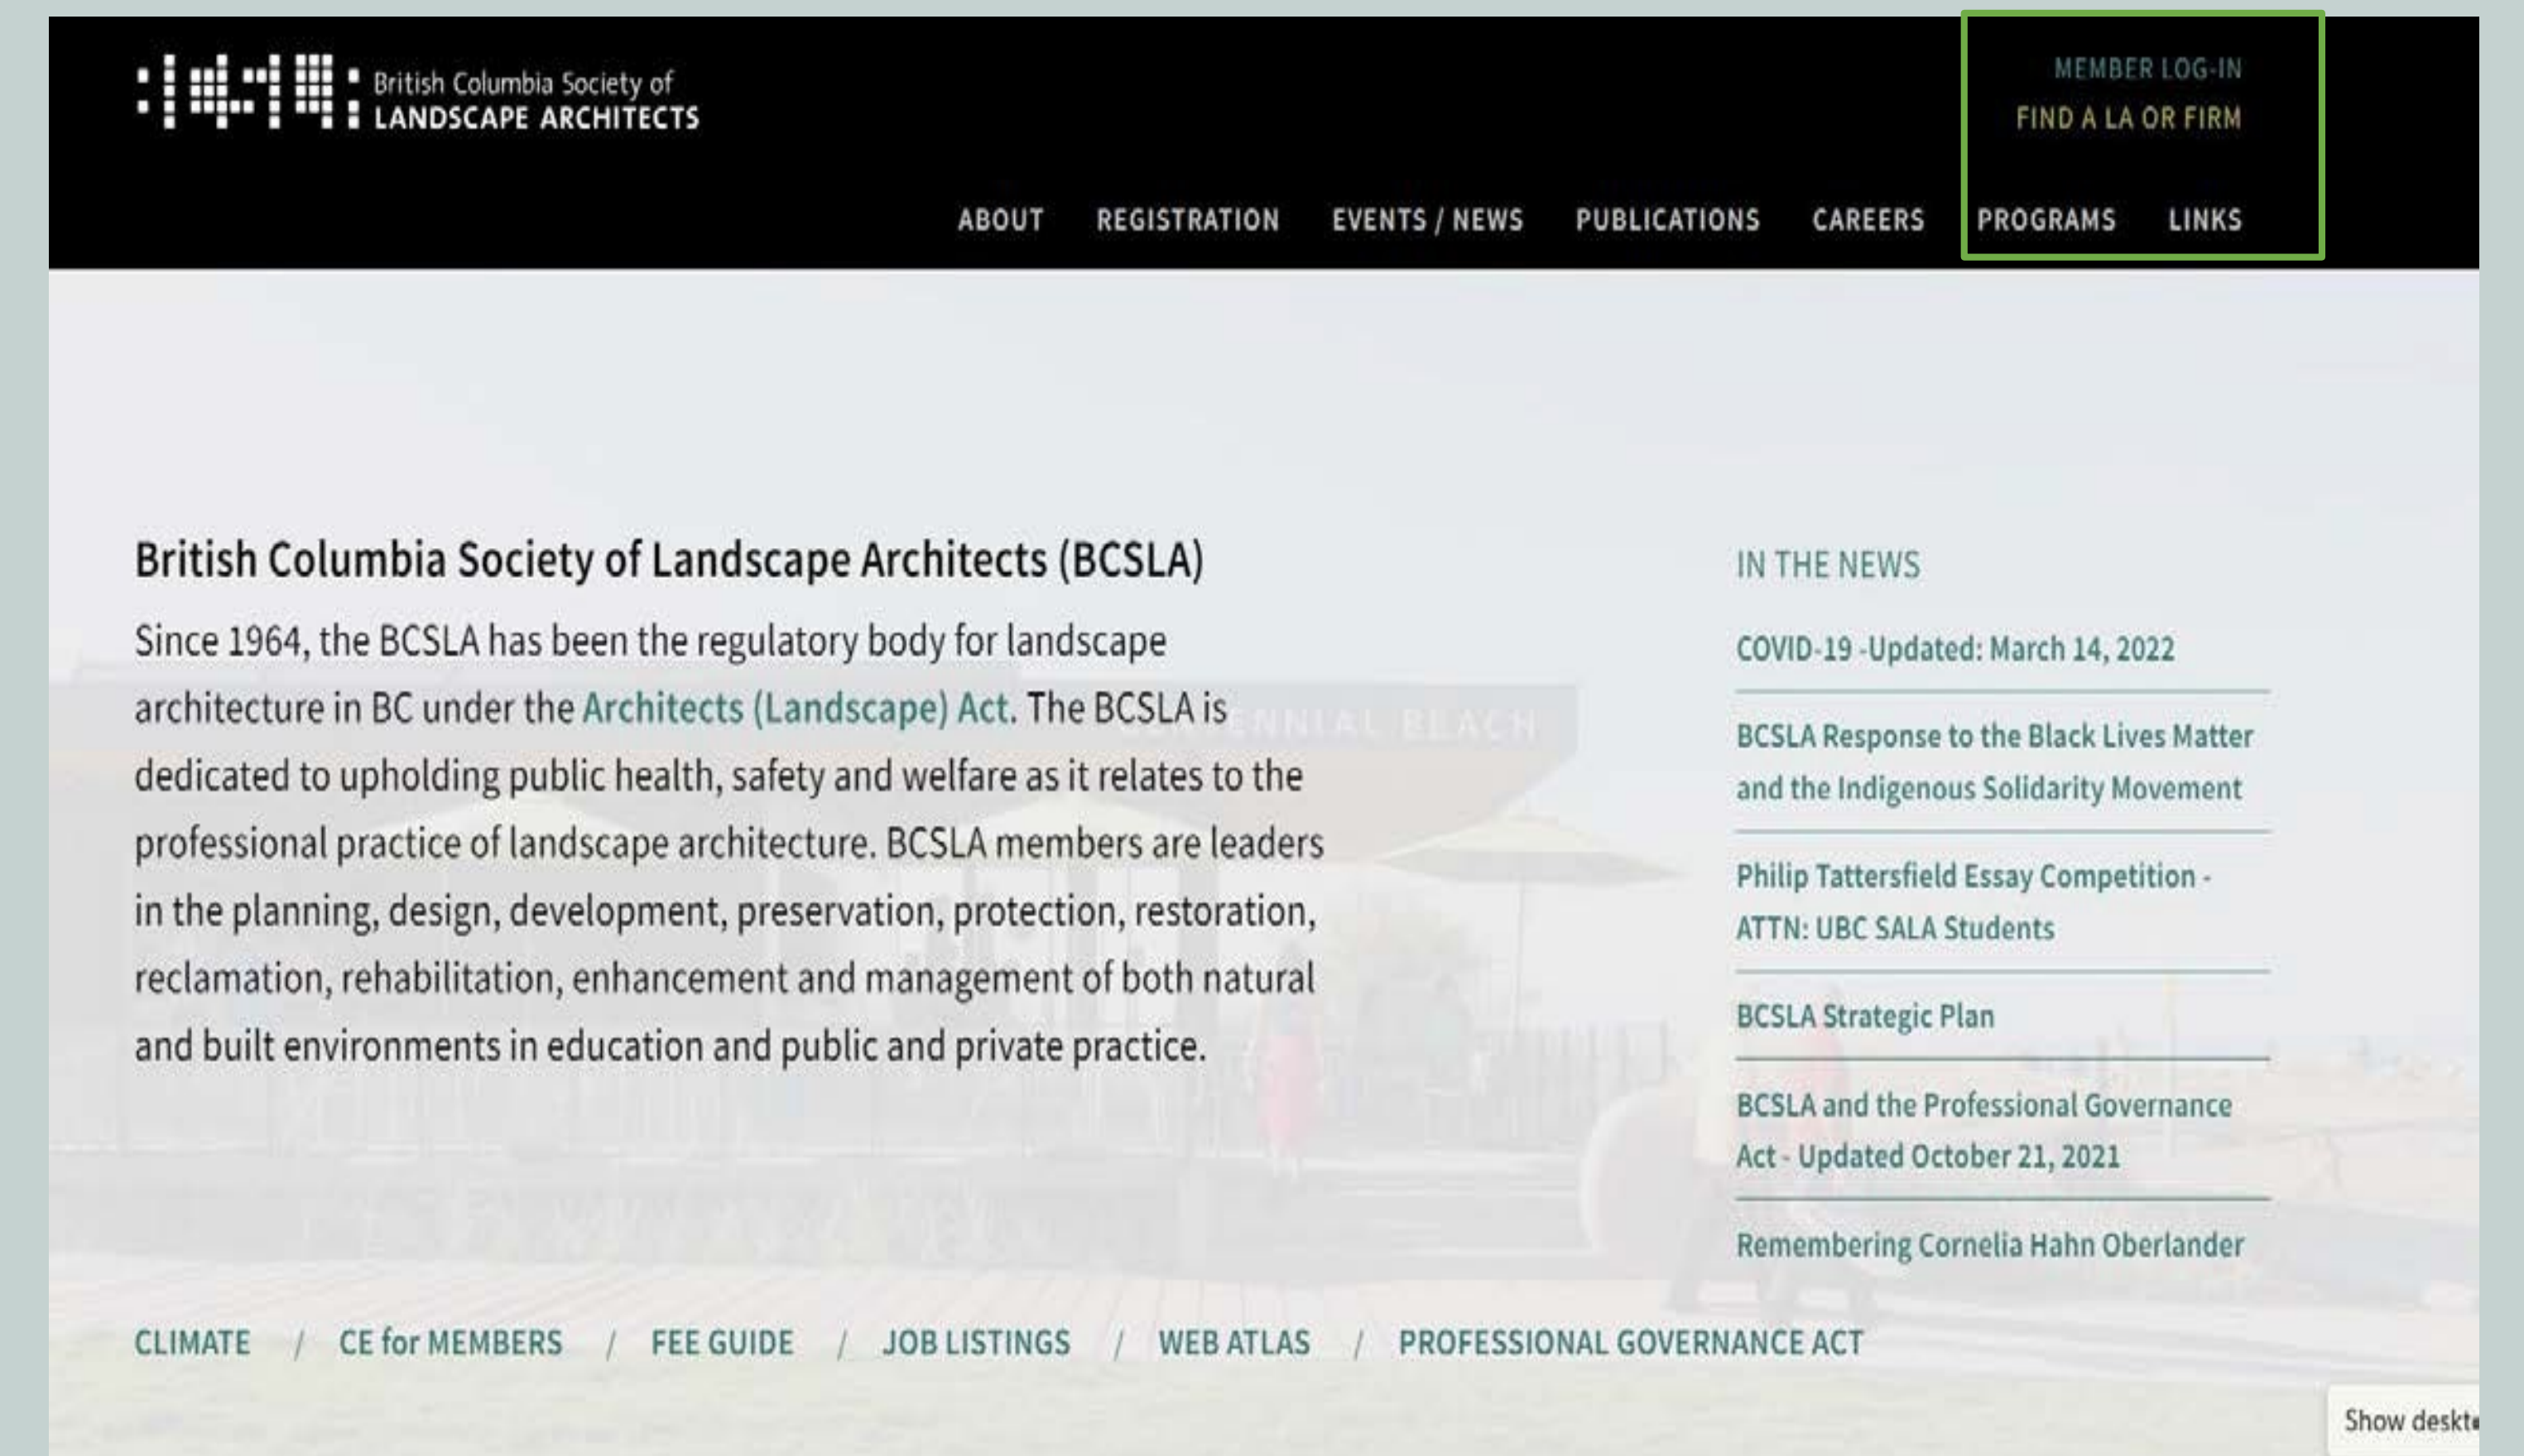 British Columbia Society of
LANDSCAPE ARCHITECTS
MEMBER LOG-IN
FIND A LA OR FIRM
ABOUT REGISTRATION EVENTS / NEWS PUBLICATIONS CAREERS PROGRAMS LINKS
British Columbia Society of Landscape Architects (BCSLA)
Since 1964, the BCSLA has been the regulatory body for landscape
architecture in BC under the Architects (Landscape) Act. The BCSLA is
dedicated to upholding public health, safety and welfare as it relates to the
professional practice of landscape architecture. BCSLA members are leaders
in the planning, design, development, preservation, protection, restoration,
reclamation, rehabilitation, enhancement and management of both natural
and built environments in education and public and private practice.
CENTENNIAL BEACH
IN THE NEWS
COVID-19 -Updated: March 14, 2022
BCSLA Response to the Black Lives Matter
and the Indigenous Solidarity Movement
Philip Tattersfield Essay Competition -
ATTN: UBC SALA Students
BCSLA Strategic Plan
BCSLA and the Professional Governance
Act - Updated October 21, 2021
Remembering Cornelia Hahn Oberlander
CLIMATE / CE for MEMBERS / FEE GUIDE / JOB LISTINGS / WEB ATLAS / PROFESSIONAL GOVERNANCE ACT
Show deskt